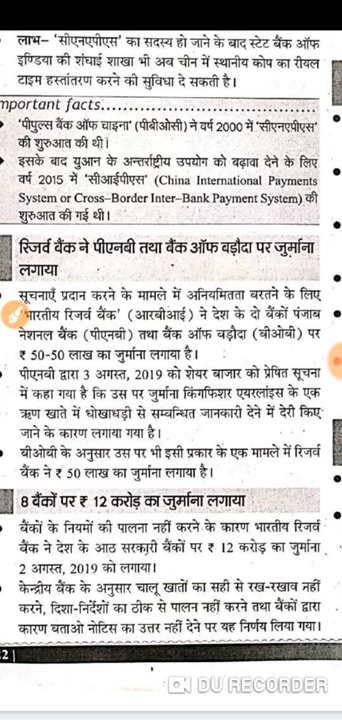 लाभ– 'सीएनएपीएस' का सदस्य हो जाने के बाद स्टेट बैंक ऑफ
इण्डिया की शंघाई शाखा भी अब चीन में स्थानीय कोष का रीयल
टाइम हस्तांतरण करने की सुविधा दे सकती है।
mportant facts...
'पीपुल्स बैंक ऑफ चाइना' (पीबीओसी) ने वर्ष 2000 में 'सीएनएपीएस'
की शुरुआत की थी।
इसके बाद युआन के अन्तर्राष्ट्रीय उपयोग को बढ़ावा देने के लिए
वर्ष 2015 में 'सीआईपीएस' (China International Payments
System or Cross–Border Inter–Bank Payment System) की
शुरुआत की गई थी।
रिजर्व बैंक ने पीएनबी तथा बैंक ऑफ बड़ौदा पर जुर्माना
लगाया
सूचनाएँ प्रदान करने के मामले में अनियमितता बरतने के लिए
'भारतीय रिजर्व बैंक' (आरबीआई) ने देश के दो बैंकों पंजाब
नेशनल बैंक (पीएनबी) तथा बैंक ऑफ बड़ौदा (बीओबी) पर
₹ 50-50 लाख का जुर्माना लगाया है।
पीएनबी द्वारा 3 अगस्त, 2019 को शेयर बाजार को प्रेषित सूचना
में कहा गया है कि उस पर जुर्माना किंगफिशर एयरलांइस के एक
ऋण खाते में धोखाधड़ी से सम्बन्धित जानकारी देने में देरी किए
जाने के कारण लगाया गया है।
बीओबी के अनुसार उस पर भी इसी प्रकार के एक मामले में रिजर्व
बैंक ने ₹ 50 लाख का जुर्माना लगाया है।
8 बैंकों पर ₹ 12 करोड़ का जुर्माना लगाया
बैंकों के नियमों की पालना नहीं करने के कारण भारतीय रिजर्व
बैंक ने देश के आठ सरकारी बैंकों पर ₹ 12 करोड़ का जुर्माना
2 अगस्त, 2019 को लगाया।
केन्द्रीय बैंक के अनुसार चालू खातों का सही से रख-रखाव नहीं
करने, दिशा-निर्देशों का ठीक से पालन नहीं करने तथा बैंकों द्वारा
कारण बताओ नोटिस का उत्तर नहीं देने पर यह निर्णय लिया गया।
22
DU RECORDER